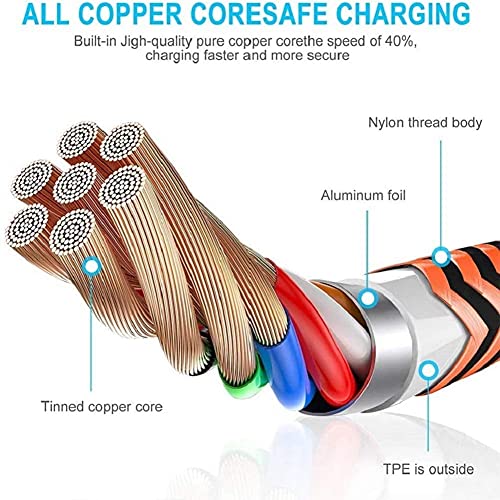 ALL COPPER CORESAFE CHARGING
Built-in Jigh-quality pure copper corethe speed of 40%,
charging faster and more secure
Nylon thread body
Aluminum foil
Tinned copper core
TPE is outside